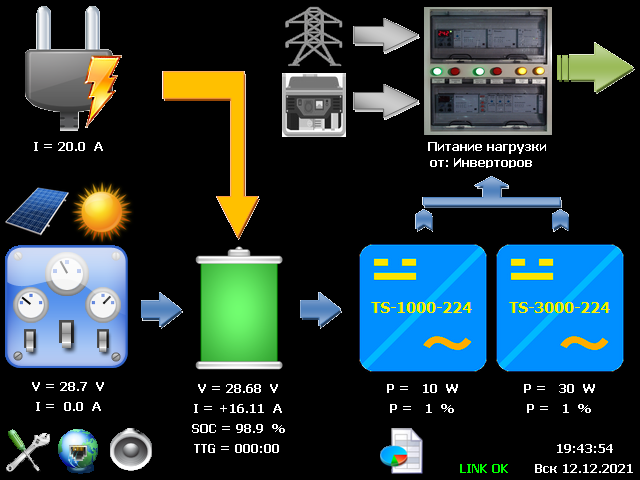 I = 20.0 A
Питание нагрузки
от: Инверторов
TS-1000-224
TS-3000-224
V = 28.7 V
I = 0.0 A
V = 28.68 V
I = +16.11 A
SOC = 98.9 %
TTG = 000:00
P = 10 W
P = 1 %
P = 30 W
P = 1 %
19:43:54
LINK OK
Вск 12.12.2021